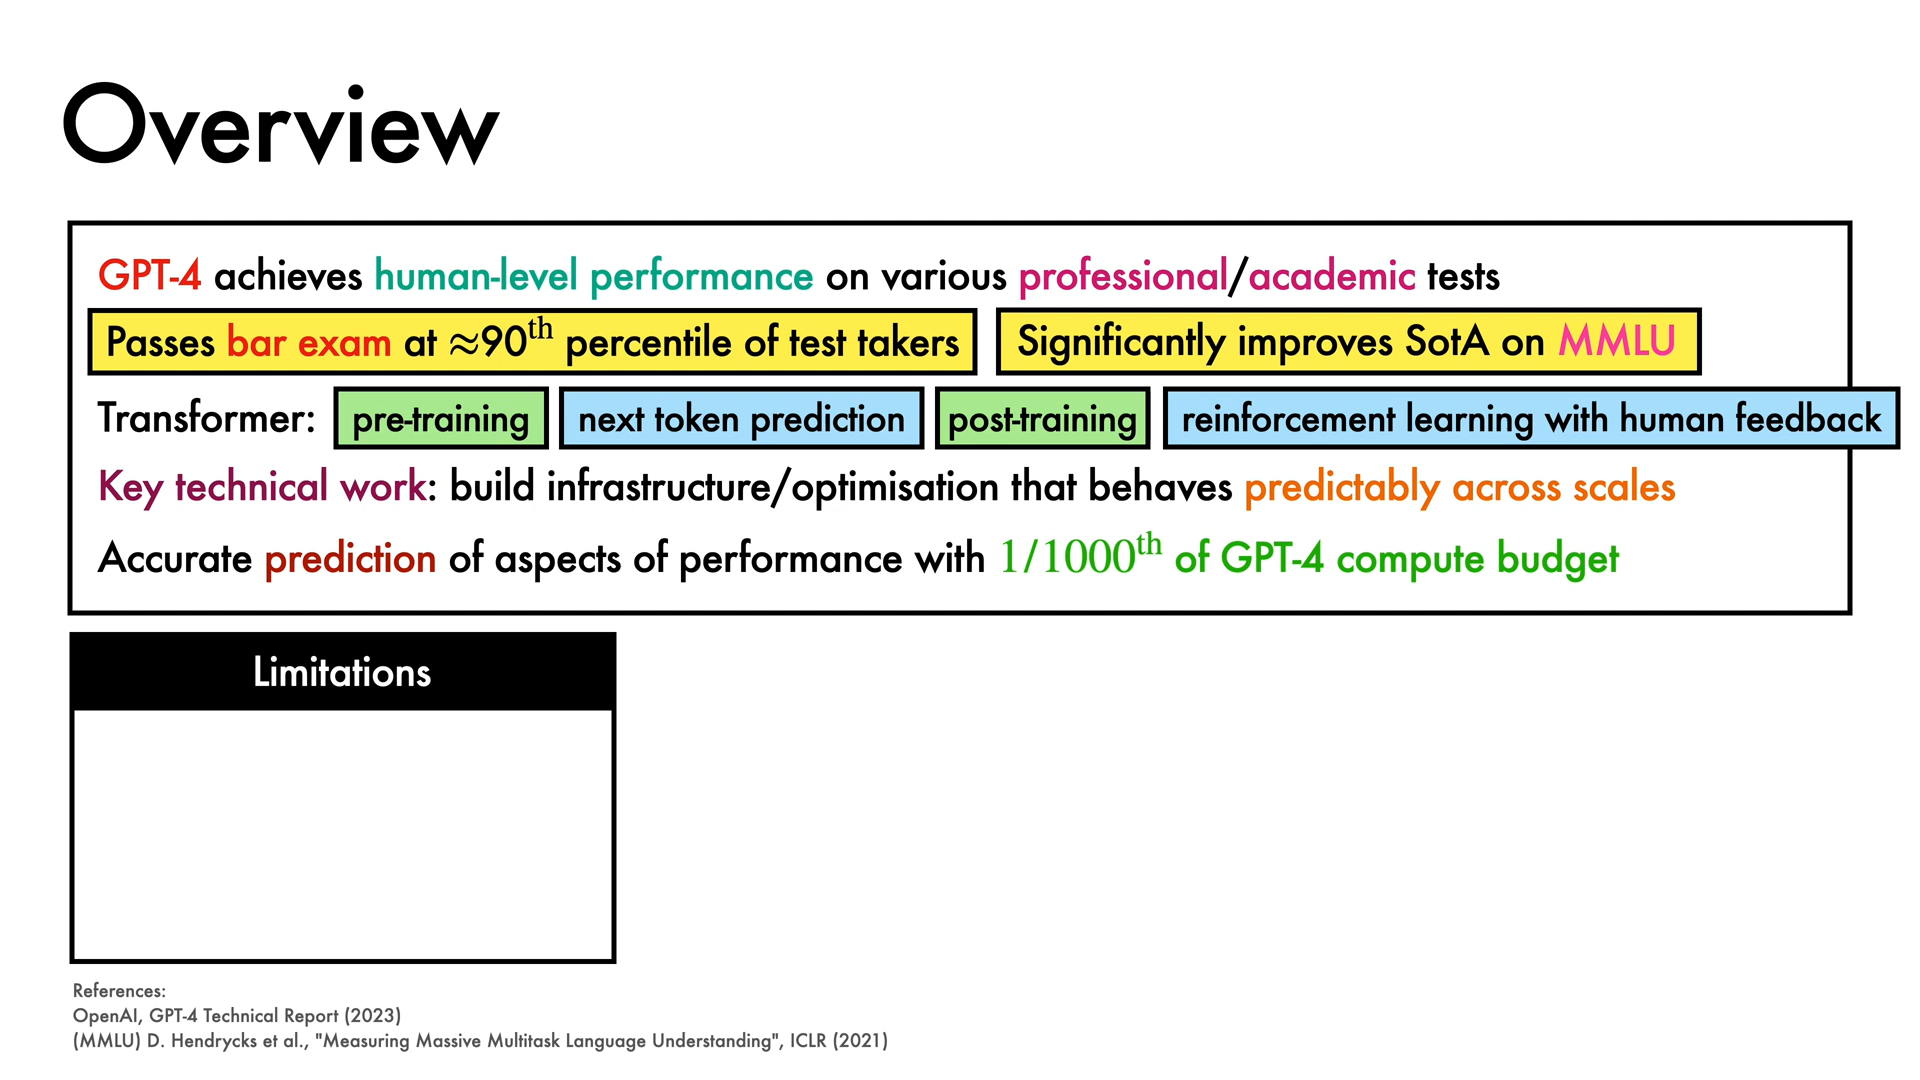 Overview
GPT-4 achieves human-level performance on various professional/academic tests
Passes bar exam at ≈90th percentile of test takers
Significantly improves SotA on MMLU
Transformer: pre-training next token prediction post-training reinforcement learning with human feedback
Key technical work: build infrastructure/optimisation that behaves predictably across scales
Accurate prediction of aspects of performance with 1/1000th of GPT-4 compute budget
Limitations
References:
OpenAI, GPT-4 Technical Report (2023)
(MMLU) D. Hendrycks et al., "Measuring Massive Multitask Language Understanding", ICLR (2021)